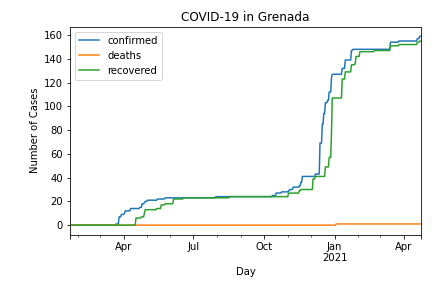 COVID-19 in Grenada
confirmed
deaths
recovered
Number of Cases
160
140
120
100
80
60
40
20
0
Apr
Jul
Oct
Jan
2021
Apr
Day